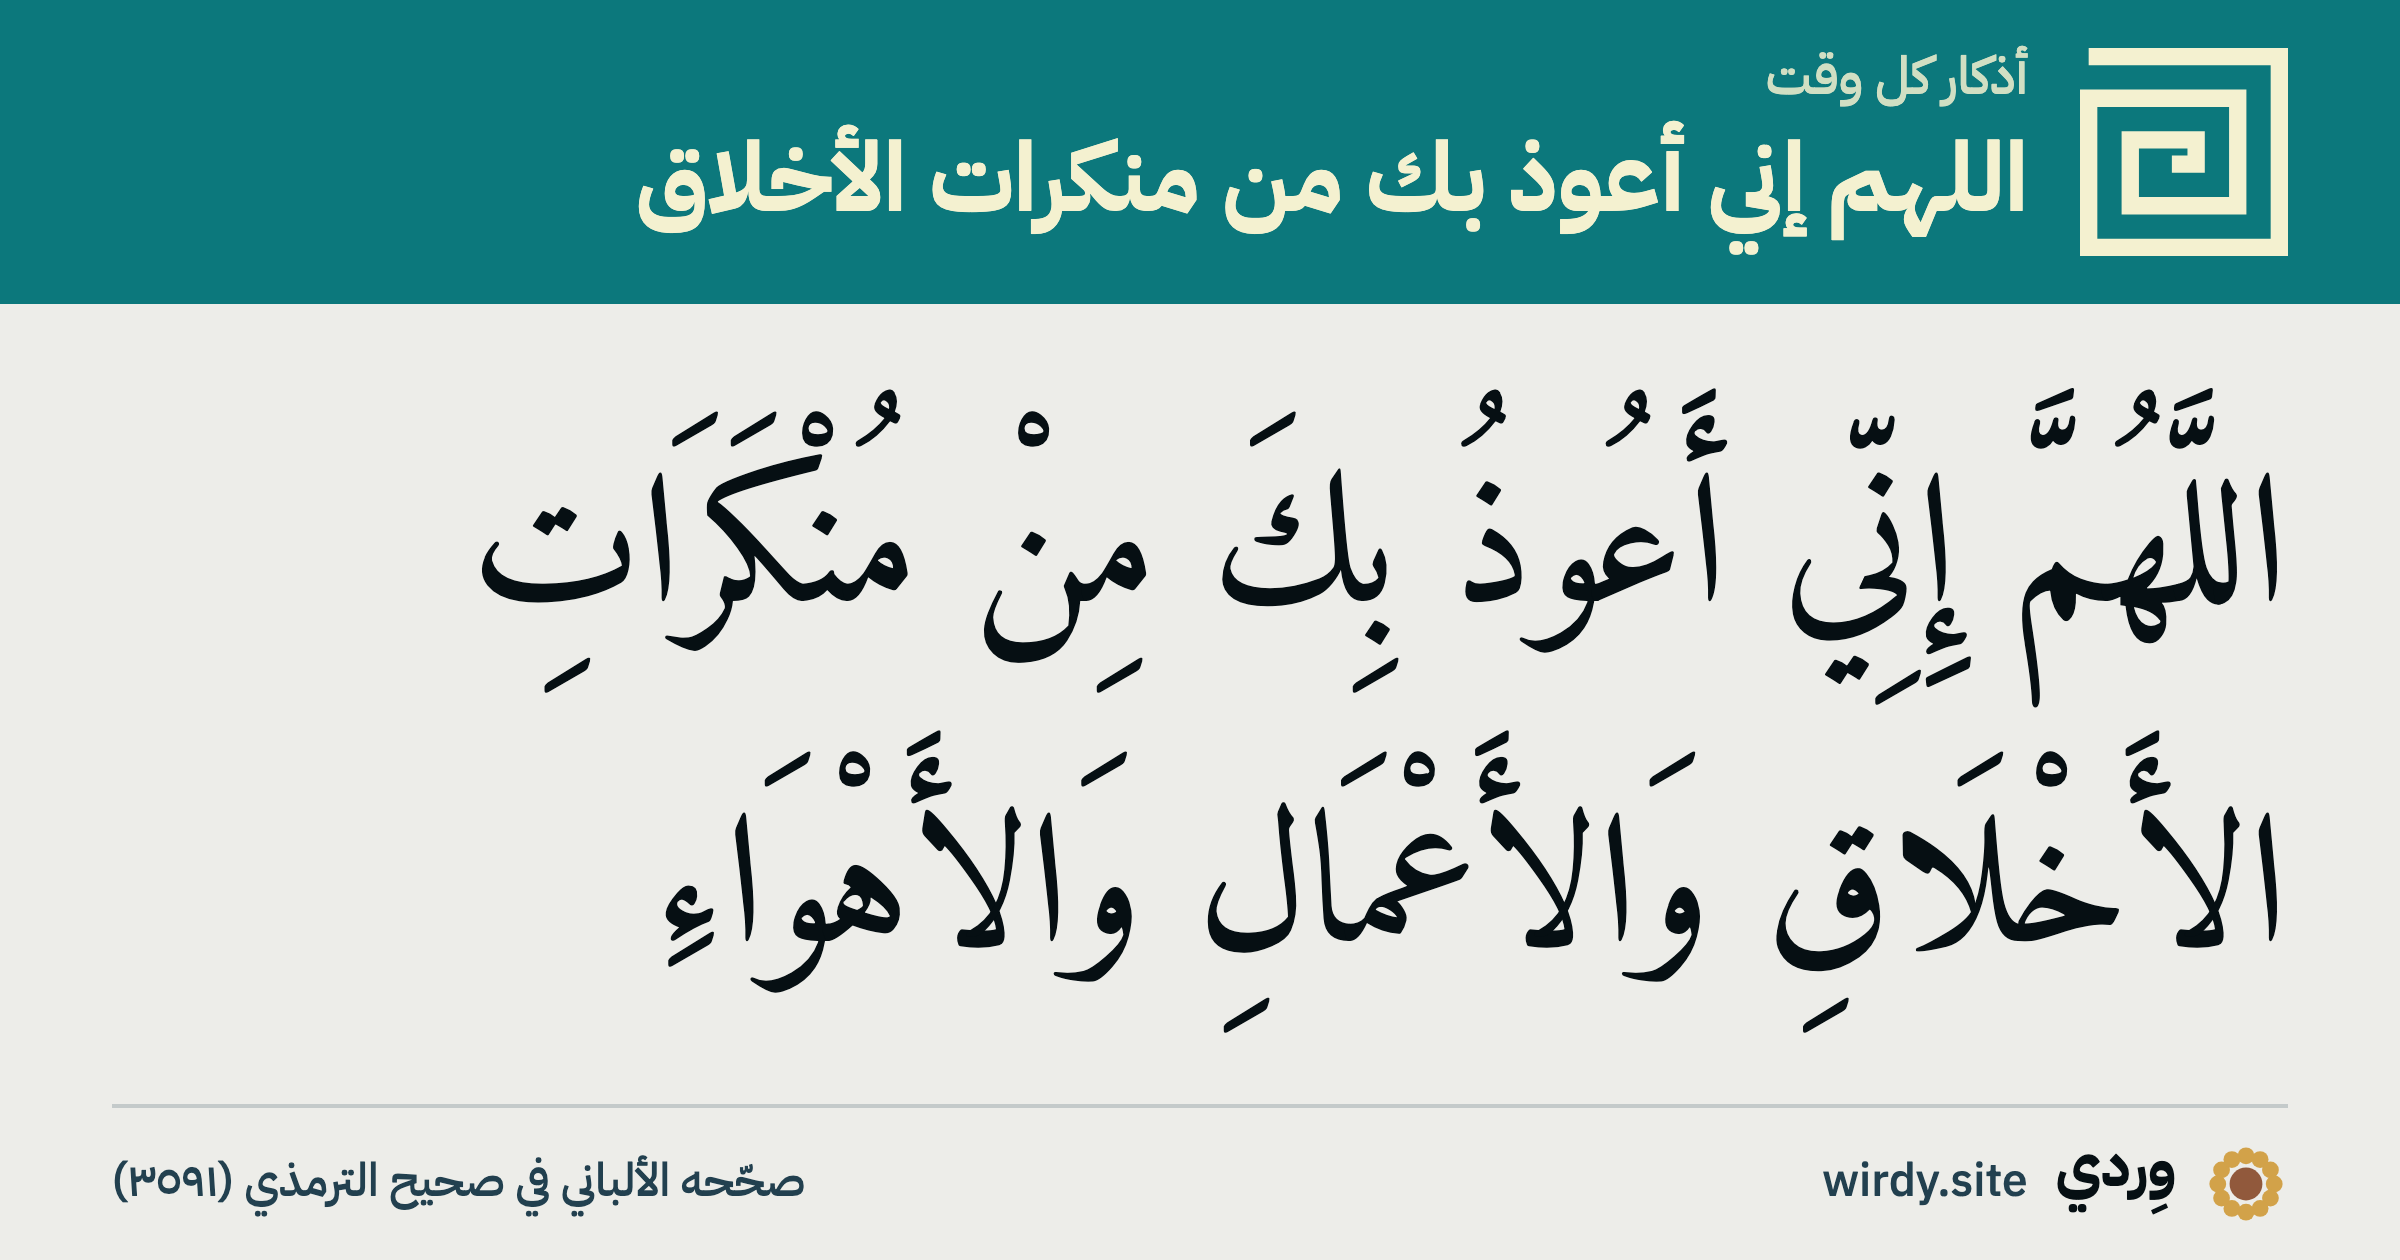 أذكار كل وقت
اللهم إني أعوذ بك من منكرات الأخلاق
اللَّهُمَّ إِنِّي أَعُوذُ بِكَ مِنْ مُنْكَرَاتِ
الأَخْلَاقِ وَالأَعْمَالِ وَالأَهْوَاءِ
وِردي wirdy.site
صحّحه الألباني في صحيح الترمذي (٣٥٩١)